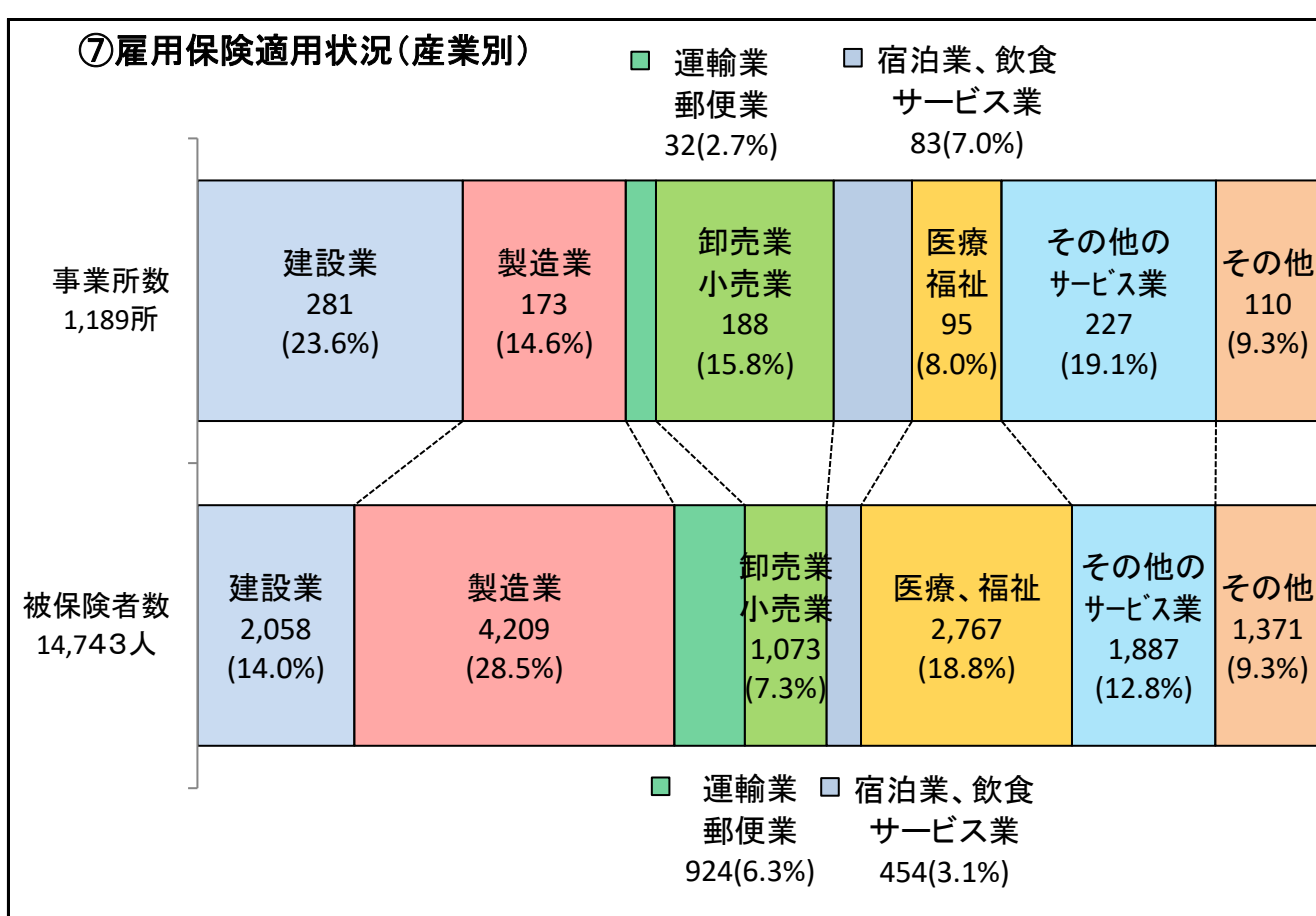 ⑦雇用保険適用状況(産業別)
運輸業
郵便業
32(2.7%)
宿泊業、飲食
サービス業
83(7.0%)
事業所数
1,189所
建設業
281
(23.6%)
製造業
173
(14.6%)
卸売業
小売業
188
(15.8%)
医療
福祉
95
(8.0%)
その他の
サービス業
227
(19.1%)
その他
110
(9.3%)
被保険者数
14,743人
建設業
2,058
(14.0%)
製造業
4,209
(28.5%)
卸売業
小売業
1,073
(7.3%)
医療、福祉
2,767
(18.8%)
その他の
サービス業
1,887
(12.8%)
その他
1,371
(9.3%)
運輸業
郵便業
924(6.3%)
宿泊業、飲食
サービス業
454(3.1%)